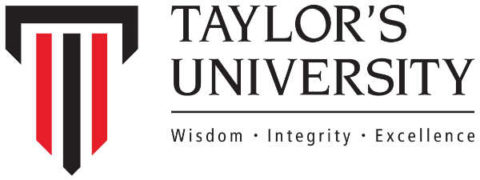 TAYLOR'S
UNIVERSITY
Wisdom · Integrity · Excellence